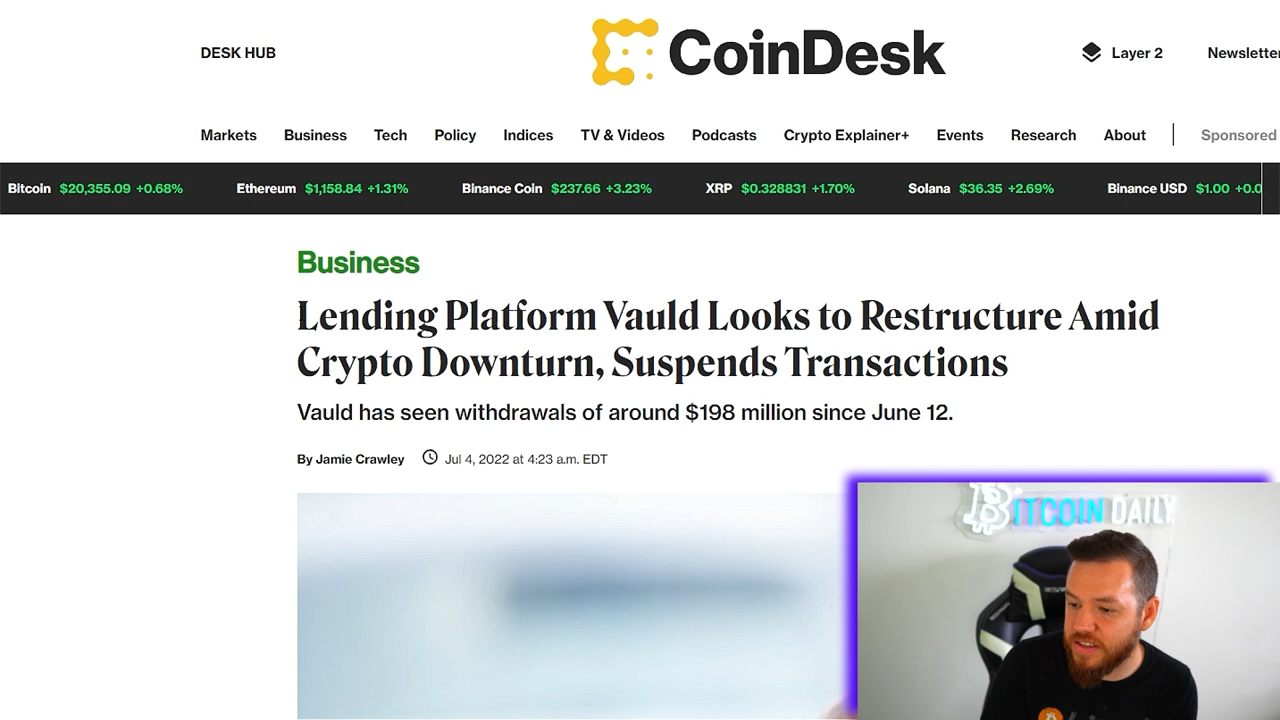 DESK HUB
CoinDesk
Layer 2
Newsletter
Markets
Business
Tech
Policy
Indices
TV & Videos
Podcasts
Crypto Explainer+
Events
Research
About
Sponsored
Bitcoin $20,355.09 +0.68%
Ethereum $1,158.84 +1.31%
Binance Coin $237.66 +3.23%
XRP $0.328831 +1.70%
Solana $36.35 +2.69%
Binance USD $1.00 +0.0
Business
Lending Platform Vauld Looks to Restructure Amid
Crypto Downturn, Suspends Transactions
Vauld has seen withdrawals of around $198 million since June 12.
By Jamie Crawley
Jul 4, 2022 at 4:23 a.m. EDT
BITCOIN DAILY